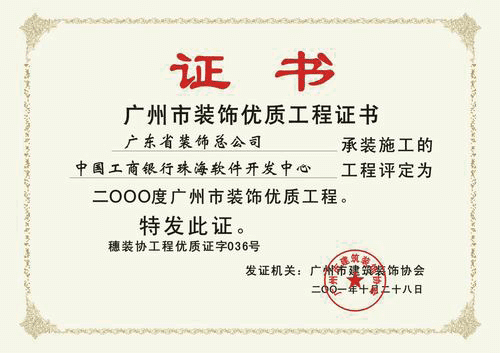 证书
广州市装饰优质工程证书
广东省装饰总公司 承装施工的
中国工商银行珠海软件开发中心 工程评定为
二〇〇〇度广州市装饰优质工程。
特发此证。
穗装协工程优质证字036号
发证机关：广州市建筑装饰协会
二〇〇一年十月二十八日
广州市建筑装饰协会